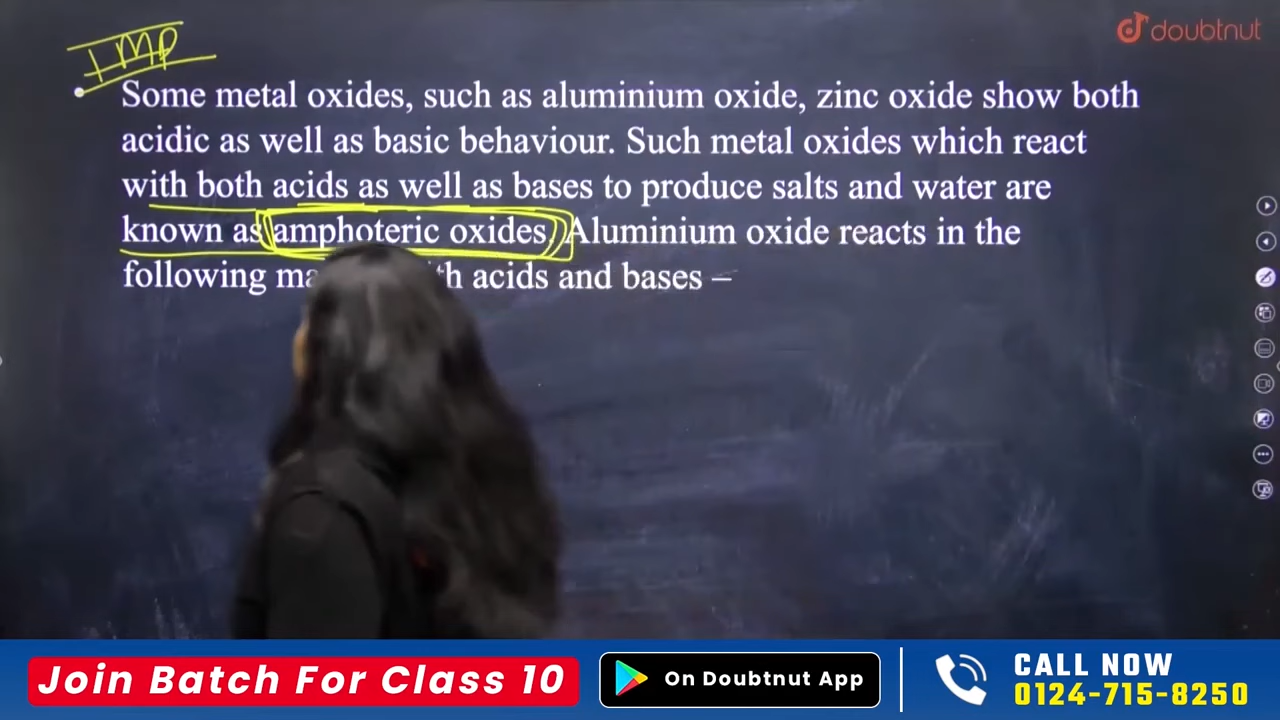 IMP
doubtnut
Some metal oxides, such as aluminium oxide, zinc oxide show both
acidic as well as basic behaviour. Such metal oxides which react
with both acids as well as bases to produce salts and water are
known as amphoteric oxides. Aluminium oxide reacts in the
following acids and bases –
Join Batch For Class 10
On Doubtnut App
CALL NOW
0124-715-8250